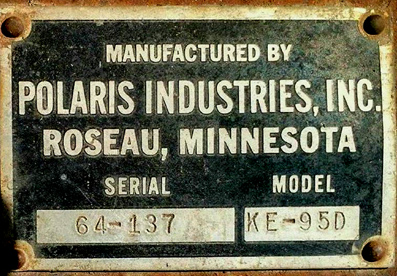 MANUFACTURED BY
POLARIS INDUSTRIES, INC.
ROSEAU, MINNESOTA
SERIAL MODEL
64-137 KE-95D